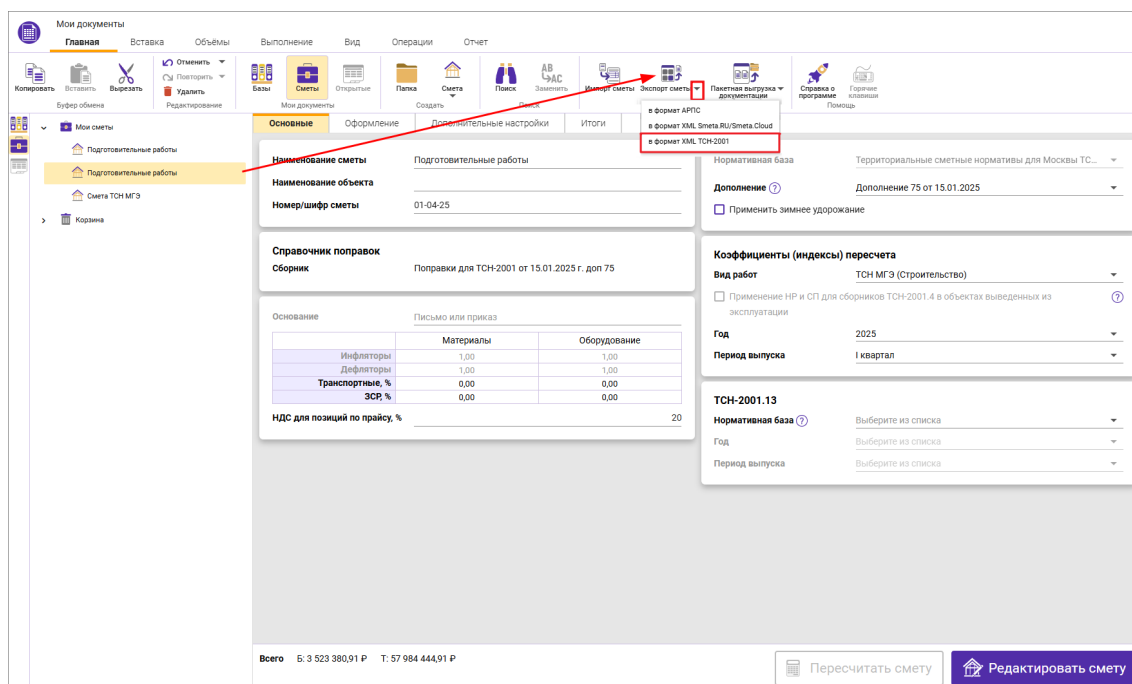 Мои документы
Главная Вставка Объёмы Выполнение Вид Операции Отчет
Копировать Вставить Вырезать Отменить Повторить Удалить Базы Сметы Открытые Папка Смета Поиск Заменить Импорт сметы Экспорт сметы Пакетная выгрузка документации Справка о программе Горячие клавиши
AB
AC
Буфер обмена Редактирование Мои документы Создать Поиск Помощь
в формат АРПС
в формат XML Smeta.RU/Smeta.Cloud
в формат XML ТСН-2001
Мои сметы
Подготовительные работы
Подготовительные работы
Смета ТСН МГЭ
Корзина
Основные Оформление Дополнительные настройки Итоги
Наименование сметы Подготовительные работы
Наименование объекта
Номер/шифр сметы 01-04-25
Справочник поправок
Сборник Поправки для ТСН-2001 от 15.01.2025 г. доп 75
Основание Письмо или приказ
Материалы Оборудование
Инфляторы 1,00 1,00
Дефляторы 1,00 1,00
Транспортные, % 0,00 0,00
ЗСР, % 0,00 0,00
НДС для позиций по прайсу, % 20
Нормативная база Территориальные сметные нормативы для Москвы ТС...
Дополнение ? Дополнение 75 от 15.01.2025
Применить зимнее удорожание
Коэффициенты (индексы) пересчета
Вид работ ТСН МГЭ (Строительство)
Применение НР и СП для сборников ТСН-2001.4 в объектах выведенных из ?
эксплуатации
Год 2025
Период выпуска I квартал
ТСН-2001.13
Нормативная база ? Выберите из списка
Год Выберите из списка
Период выпуска Выберите из списка
Всего Б: 3 523 380,91 ₽ Т: 57 984 444,91 ₽
Пересчитать смету Редактировать смету